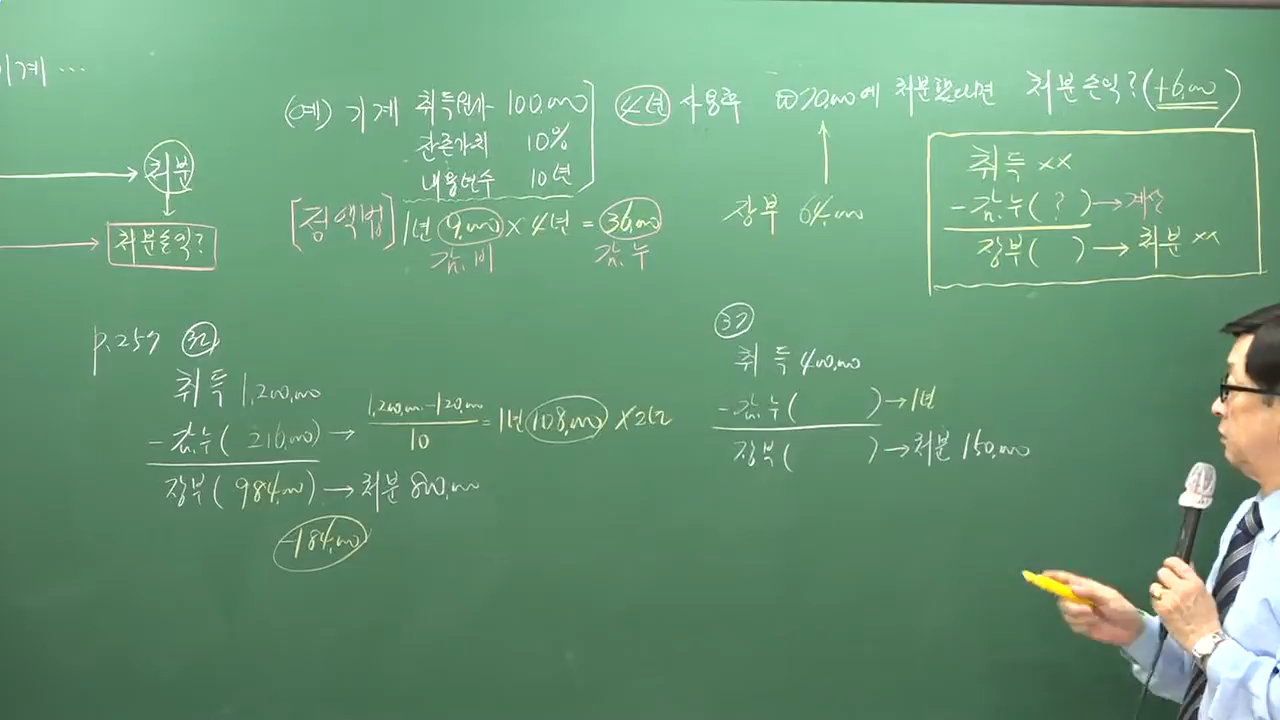 기계 …
처분
처분손익?
(예) 기계 취득원가 100,000
잔존가치 10%
내용년수 10년
4년 사용후 ₩70,000에 처분했다면 처분손익? (+6,000)
[정액법] 1년 9,000 × 4년 = 36,000
감.비 감.누
장부 64,000
취득 ××
- 감.누( ? ) → 계산
장부( ) → 처분 ××
p.259 32
취득 1,200,000
- 감.누( 216,000) → 1,200,000-120,000 / 10 = 1년 108,000 ×2년
장부( 984,000) → 처분 800,000
-184,000
37
취득 400,000
- 감.누( ) → 1년
장부( ) → 처분 150,000